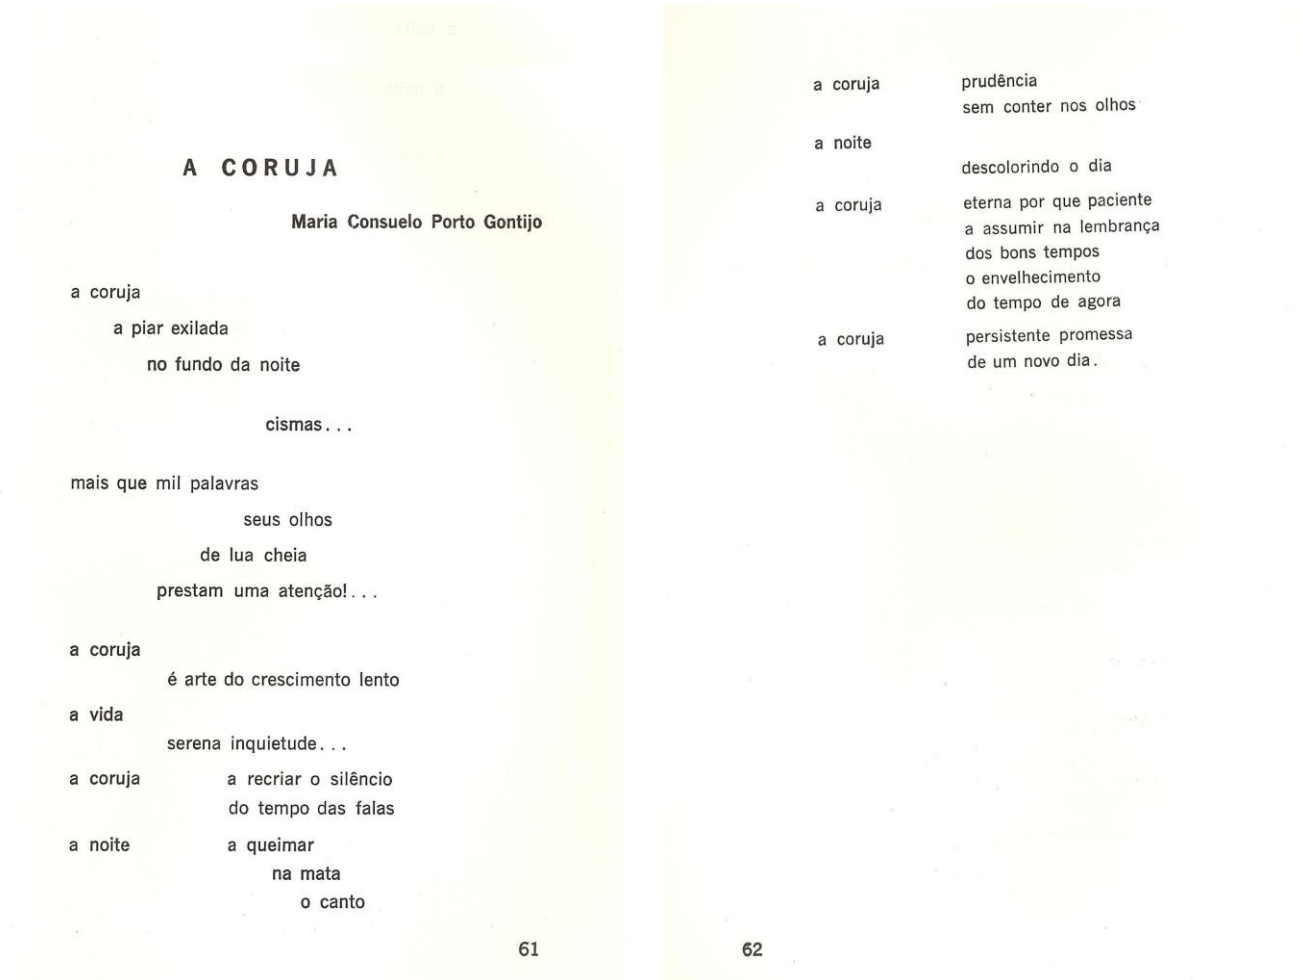 A CORUJA
Maria Consuelo Porto Gontijo
a coruja
a piar exilada
no fundo da noite
cismas...
mais que mil palavras
seus olhos
de lua cheia
prestam uma atenção!...
a coruja
é arte do crescimento lento
a vida
serena inquietude...
a coruja a recriar o silêncio
do tempo das falas
a noite a queimar
na mata
o canto
61
a coruja prudência
sem conter nos olhos
a noite
descolorindo o dia
a coruja eterna por que paciente
a assumir na lembrança
dos bons tempos
o envelhecimento
do tempo de agora
a coruja persistente promessa
de um novo dia.
62